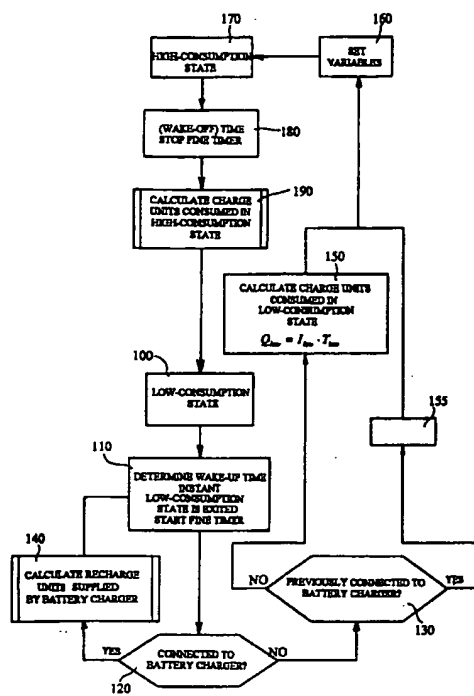 170
160
HIGH-CONSUMPTION
STATE
SET
VARIABLES
(WAKE-OFF) TIME
STOP FINE TIMER
180
190
CALCULATE CHARGE
UNITS CONSUMED IN
HIGH-CONSUMPTION
STATE
150
CALCULATE CHARGE UNITS
CONSUMED IN
LOW-CONSUMPTION
STATE
100
LOW-CONSUMPTION
STATE
155
110
DETERMINE WAKE-UP TIME
INSTANT
LOW-CONSUMPTION
STATE IS EXITED
START FINE TIMER
140
CALCULATE RECHARGE
UNITS SUPPLIED
BY BATTERY CHARGER
NO
PREVIOUSLY CONNECTED TO
BATTERY CHARGER?
YES
130
YES
CONNECTED TO
BATTERY CHARGER?
NO
120